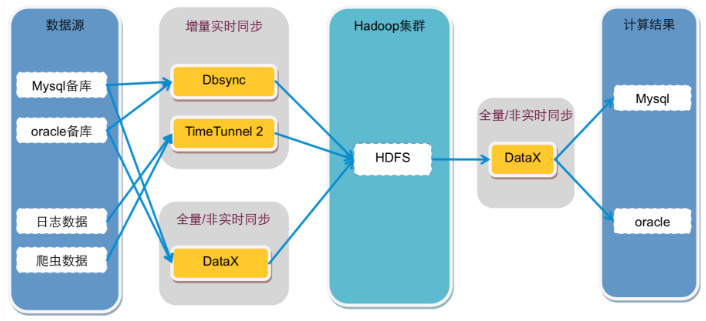 数据源
Mysql备库
oracle备库
日志数据
爬虫数据
增量实时同步
Dbsync
TimeTunnel 2
全量/非实时同步
DataX
Hadoop集群
HDFS
全量/非实时同步
DataX
计算结果
Mysql
oracle